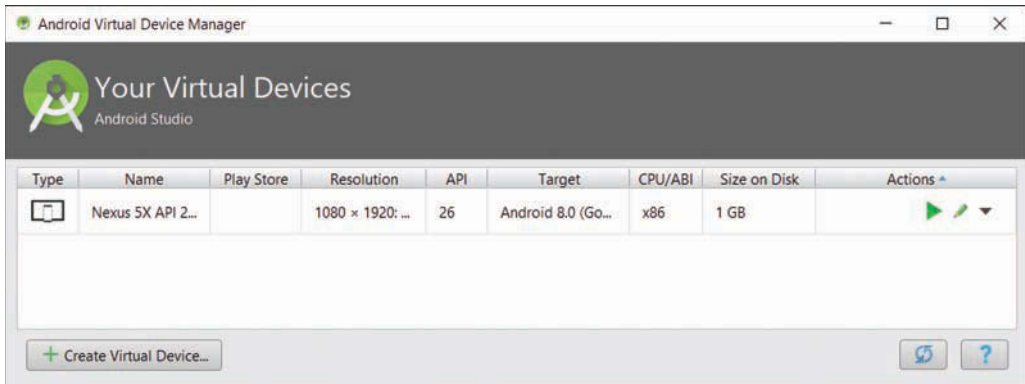 Android Virtual Device Manager
Your Virtual Devices
Android Studio
Type Name Play Store Resolution API Target CPU/ABI Size on Disk Actions
Nexus 5X API 2... 1080 × 1920: ... 26 Android 8.0 (Go... x86 1 GB
+ Create Virtual Device... ?